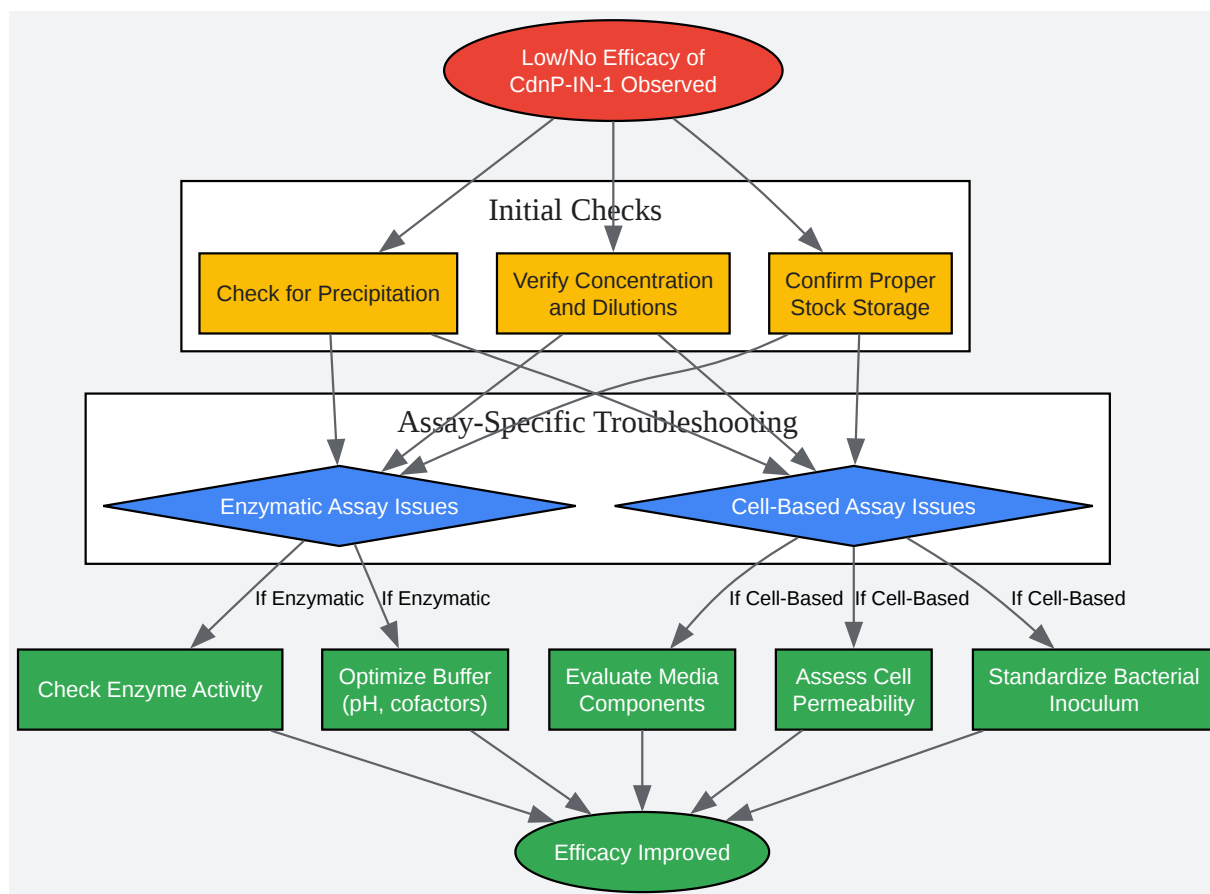 Low/No Efficacy of
CdnP-IN-1 Observed
Initial Checks
Check for Precipitation
Verify Concentration
and Dilutions
Confirm Proper
Stock Storage
Assay-Specific Troubleshooting
Enzymatic Assay Issues
Cell-Based Assay Issues
If Enzymatic
If Enzymatic
If Cell-Based
If Cell-Based
If Cell-Based
Check Enzyme Activity
Optimize Buffer
(pH, cofactors)
Evaluate Media
Components
Assess Cell
Permeability
Standardize Bacterial
Inoculum
Efficacy Improved